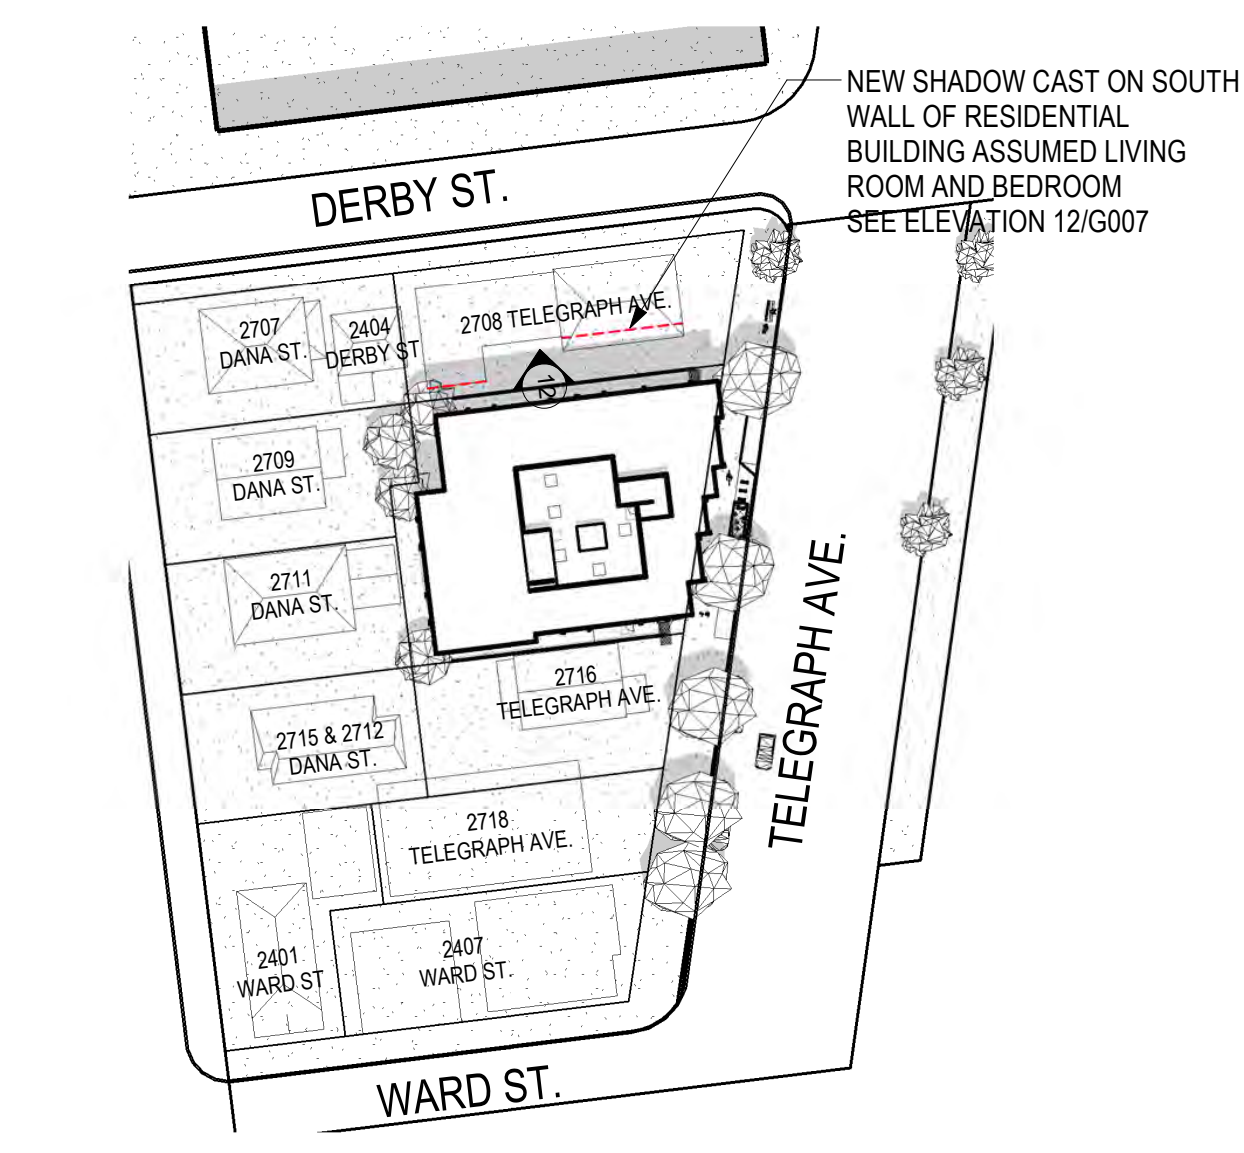 NEW SHADOW CAST ON SOUTH
WALL OF RESIDENTIAL
BUILDING ASSUMED LIVING
ROOM AND BEDROOM
SEE ELEVATION 12/G007
DERBY ST.
2708 TELEGRAPH AVE.
2707
DANA ST.
2404
DERBY ST
12
2709
DANA ST.
2711
DANA ST.
TELEGRAPH AVE.
2716
TELEGRAPH AVE.
2715 & 2712
DANA ST.
2718
TELEGRAPH AVE.
2401
WARD ST
2407
WARD ST.
WARD ST.